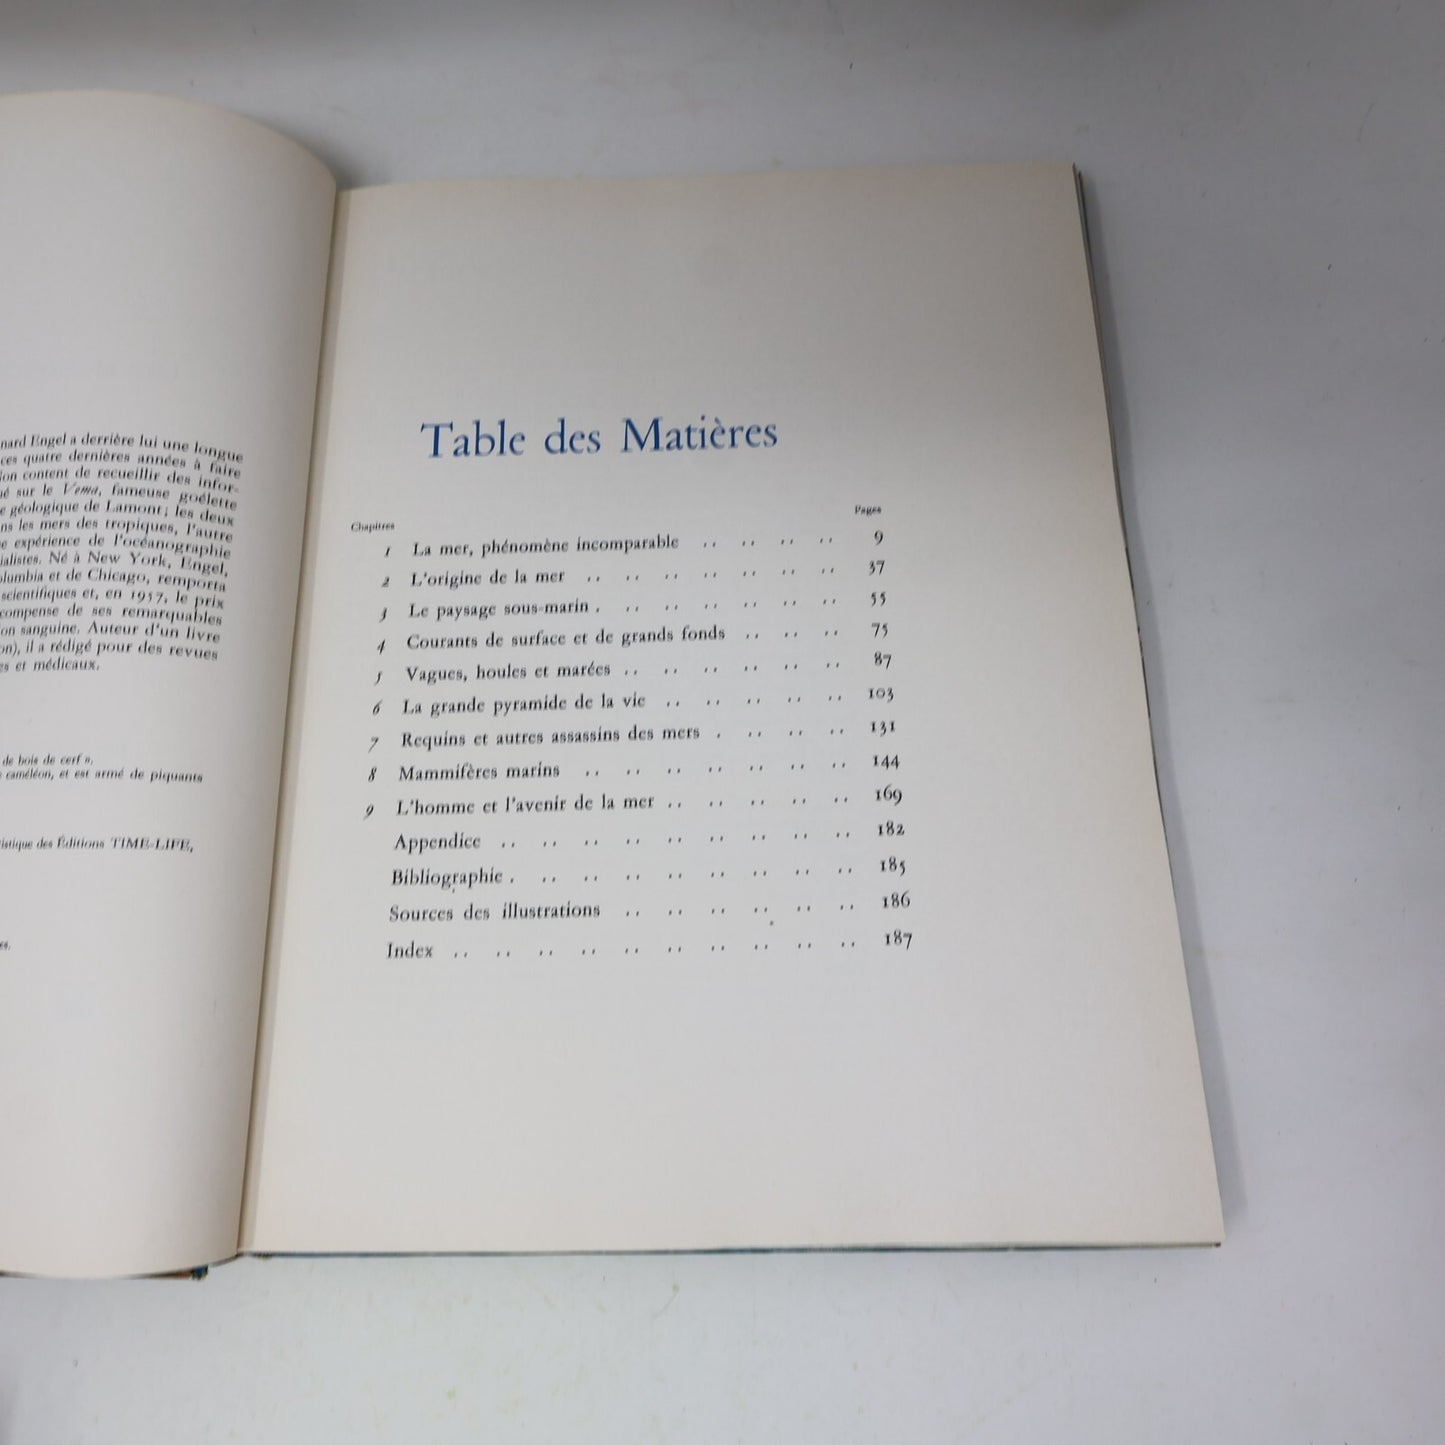 nard Engel a derrière lui une longue
ces quatre dernières années à faire
on content de recueillir des infor-
ué sur le Vema, fameuse goélette
e géologique de Lamont; les deux
ns les mers des tropiques, l'autre
e expérience de l'océanographie
ialistes. Né à New York, Engel,
olumbia et de Chicago, remporta
scientifiques et, en 1957, le prix
compense de ses remarquables
ion sanguine. Auteur d'un livre
on), il a rédigé pour des revues
es et médicaux.
de bois de cerf »,
caméléon, et est armé de piquants
istique des Éditions TIME-LIFE,
es.
Table des Matières
Chapitres Pages
1 La mer, phénomène incomparable .. .. .. .. 9
2 L'origine de la mer .. .. .. .. .. .. .. 37
3 Le paysage sous-marin . .. .. .. .. .. .. 55
4 Courants de surface et de grands fonds .. .. .. 75
5 Vagues, houles et marées .. .. .. .. .. .. 87
6 La grande pyramide de la vie .. .. .. .. .. 103
7 Requins et autres assassins des mers . .. .. .. 131
8 Mammifères marins .. .. .. .. .. .. .. 144
9 L'homme et l'avenir de la mer .. .. .. .. .. 169
Appendice .. .. .. .. .. .. .. .. .. 182
Bibliographie . .. .. .. .. .. .. .. .. 185
Sources des illustrations .. .. .. .. .. .. 186
Index .. .. .. .. .. .. .. .. .. .. 187